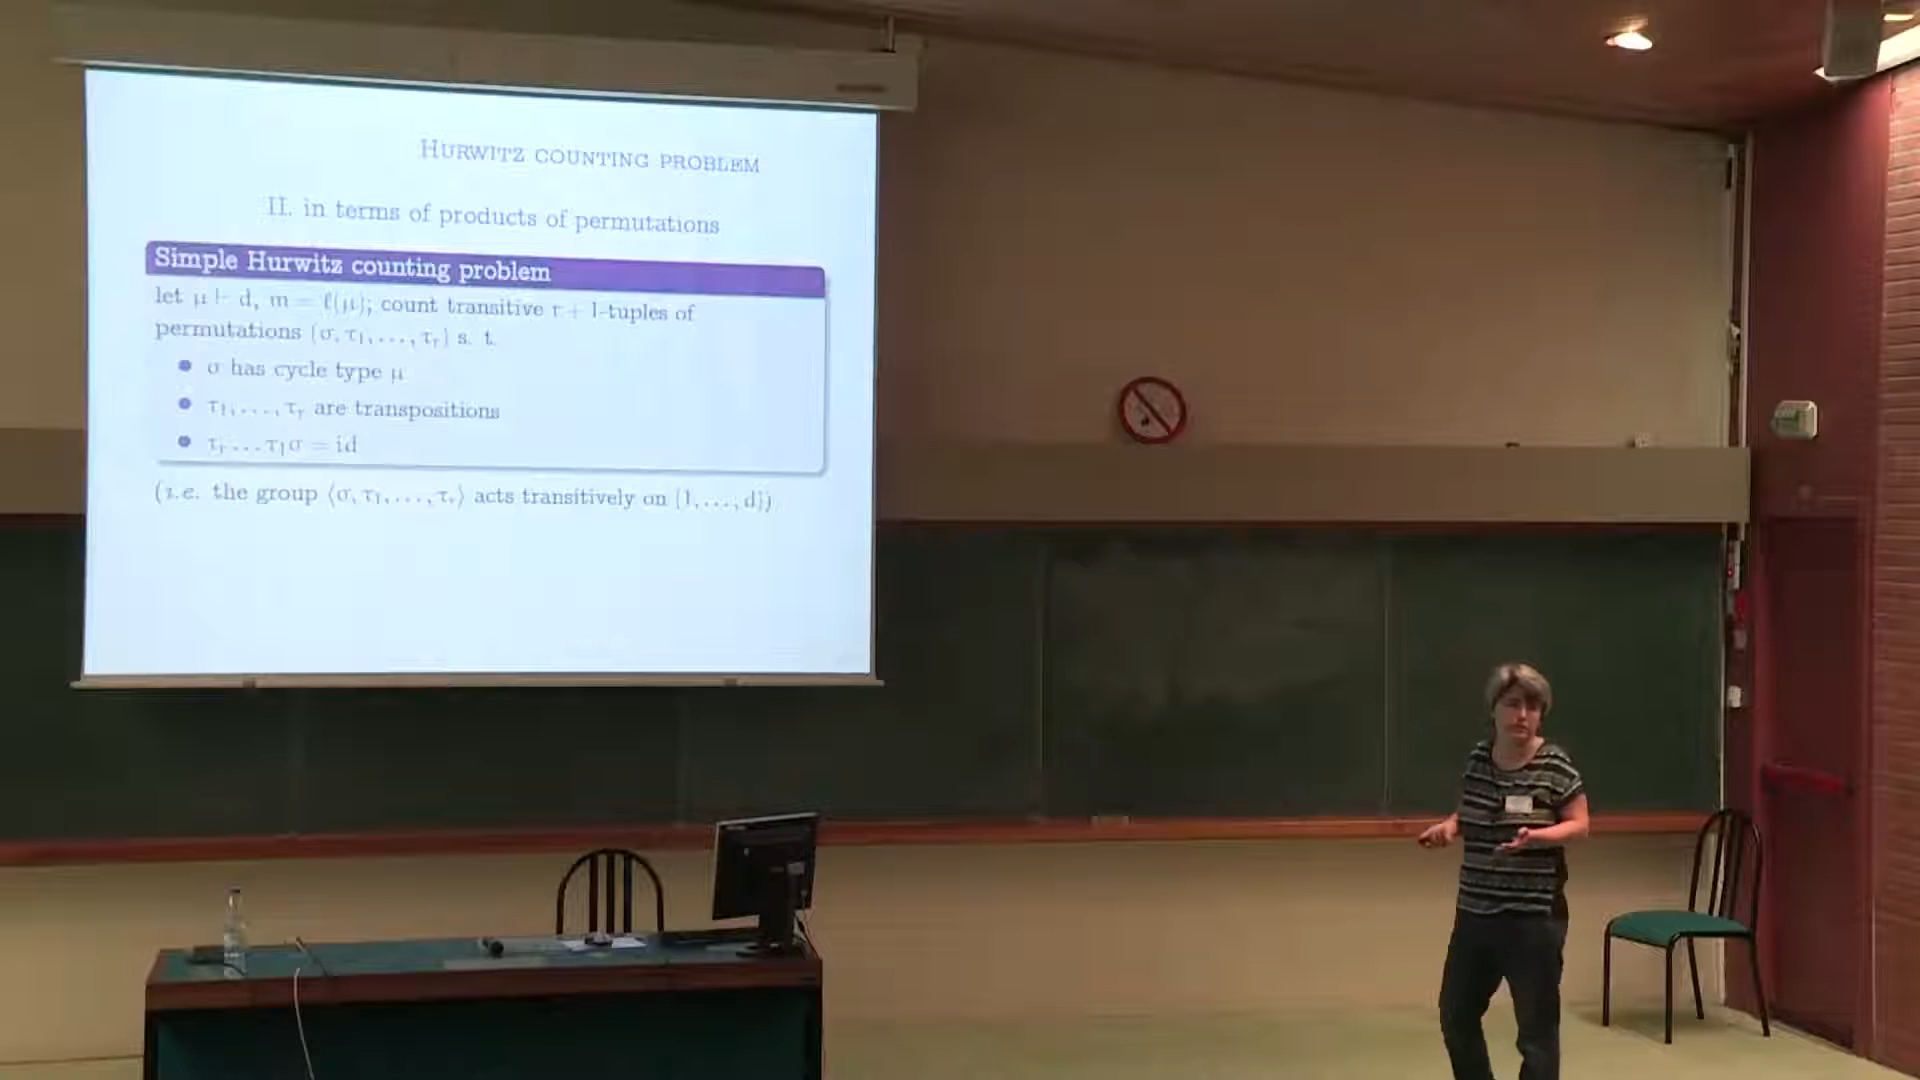 HURWITZ COUNTING PROBLEM
II. in terms of products of permutations
Simple Hurwitz counting problem
let μ ⊢ d, m = ℓ(μ); count transitive r + 1-tuples of
permutations (σ, τ₁, …, τᵣ) s. t.
• σ has cycle type μ
• τ₁, …, τᵣ are transpositions
• τᵣ … τ₁σ = id
(i.e. the group ⟨σ, τ₁, …, τᵣ⟩ acts transitively on {1, …, d})